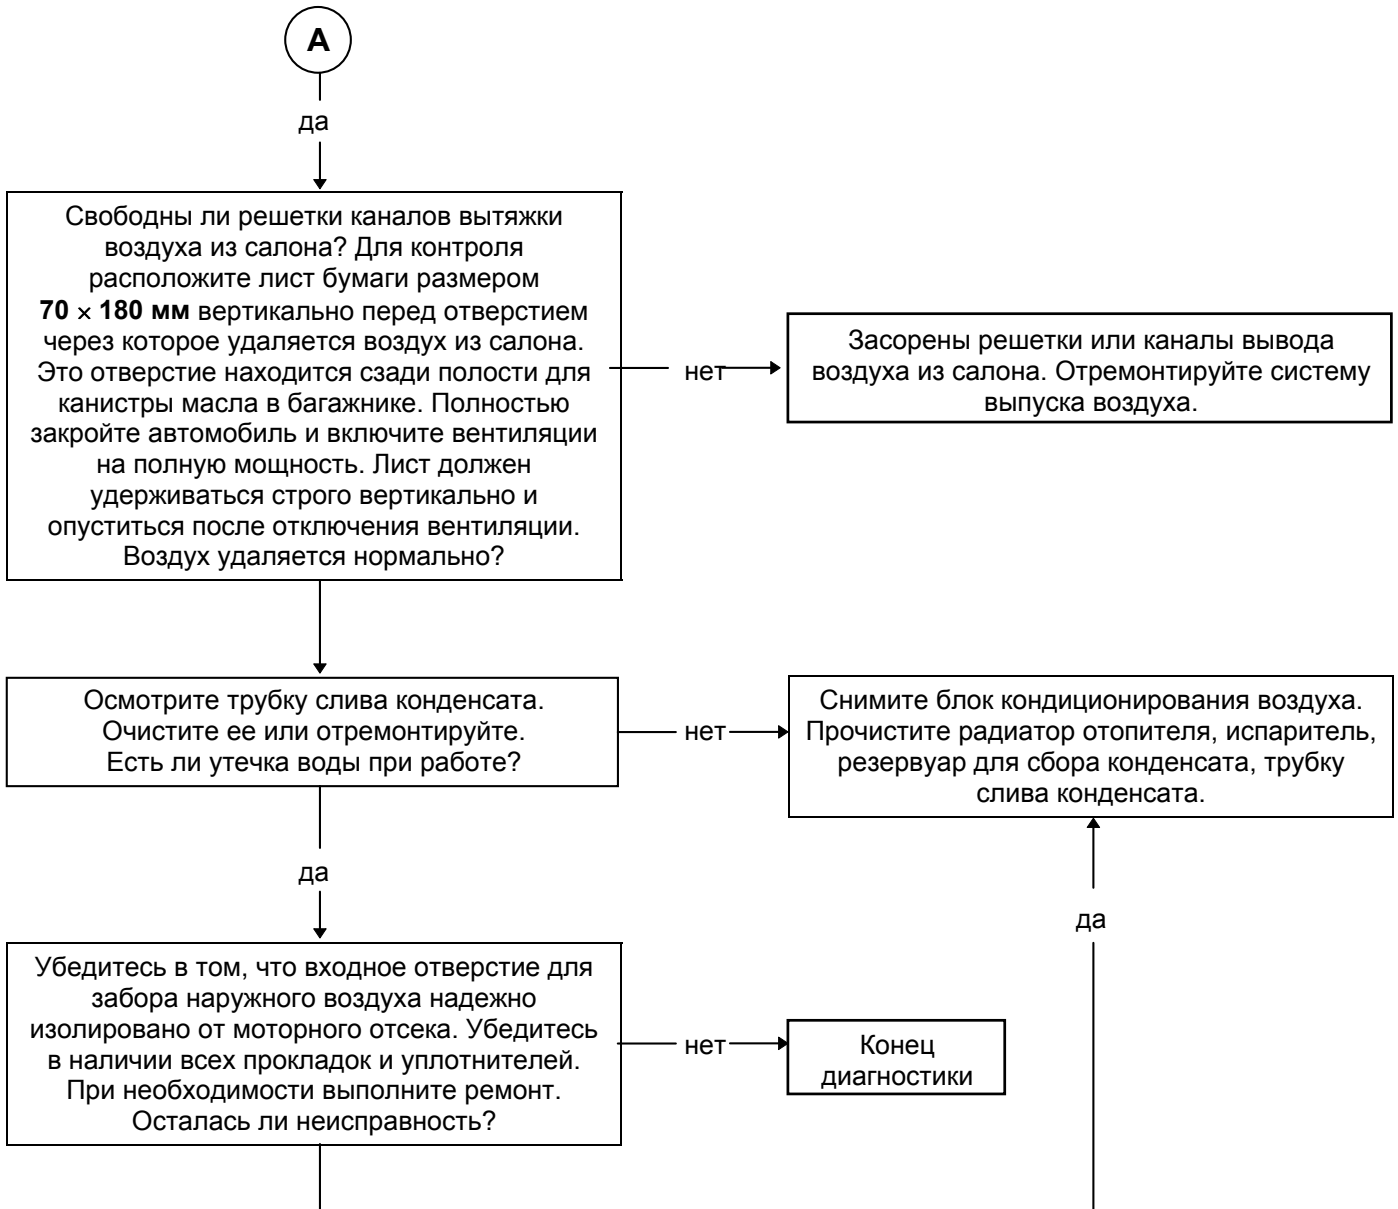 A
да
Свободны ли решетки каналов вытяжки
воздуха из салона? Для контроля
расположите лист бумаги размером
70 × 180 мм вертикально перед отверстием
через которое удаляется воздух из салона.
Это отверстие находится сзади полости для
канистры масла в багажнике. Полностью
закройте автомобиль и включите вентиляции
на полную мощность. Лист должен
удерживаться строго вертикально и
опуститься после отключения вентиляции.
Воздух удаляется нормально?
нет
Засорены решетки или каналы вывода
воздуха из салона. Отремонтируйте систему
выпуска воздуха.
Осмотрите трубку слива конденсата.
Очистите ее или отремонтируйте.
Есть ли утечка воды при работе?
нет
Снимите блок кондиционирования воздуха.
Прочистите радиатор отопителя, испаритель,
резервуар для сбора конденсата, трубку
слива конденсата.
да
да
Убедитесь в том, что входное отверстие для
забора наружного воздуха надежно
изолировано от моторного отсека. Убедитесь
в наличии всех прокладок и уплотнителей.
При необходимости выполните ремонт.
Осталась ли неисправность?
нет
Конец
диагностики